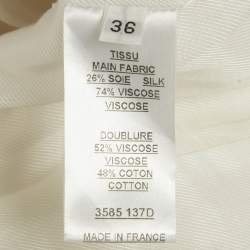 36
TISSU
MAIN FABRIC
26% SOIE SILK
74% VISCOSE
VISCOSE
DOUBLURE
52% VISCOSE
VISCOSE
48% COTON
COTTON
3585 137D
MADE IN FRANCE